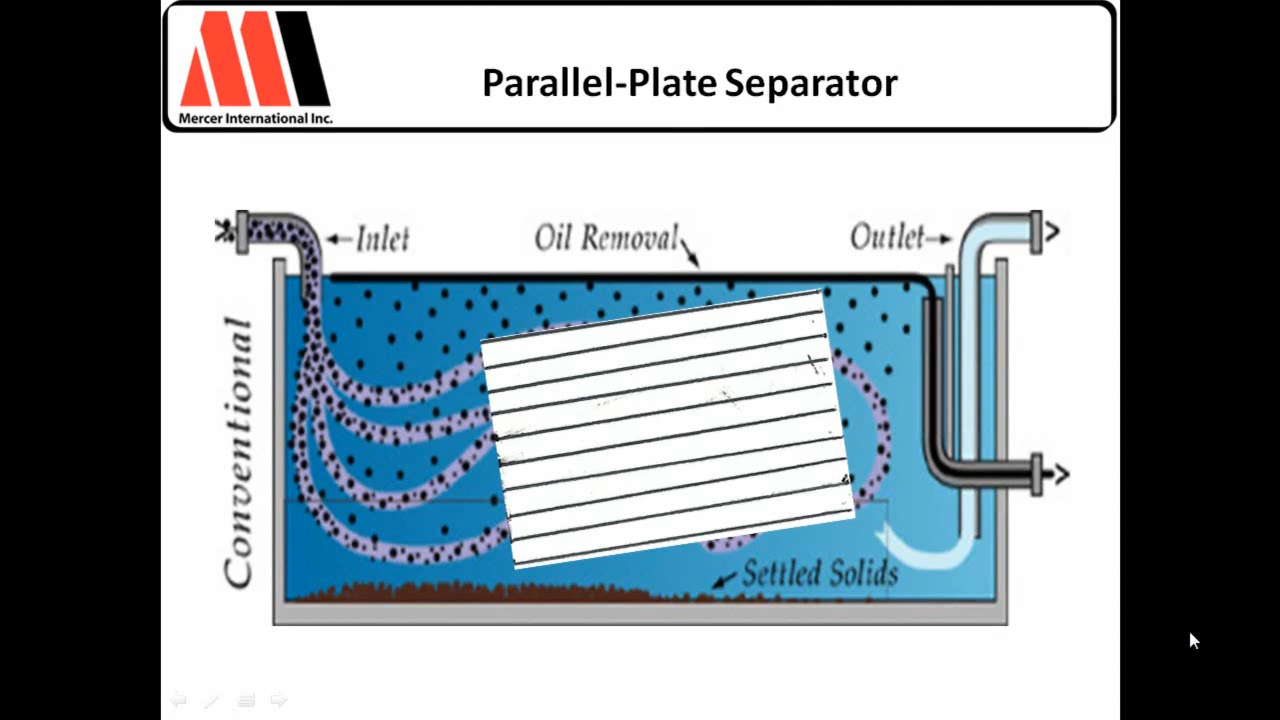 Mercer International Inc.
Parallel-Plate Separator
Inlet
Oil Removal
Outlet
Conventional
Settled Solids